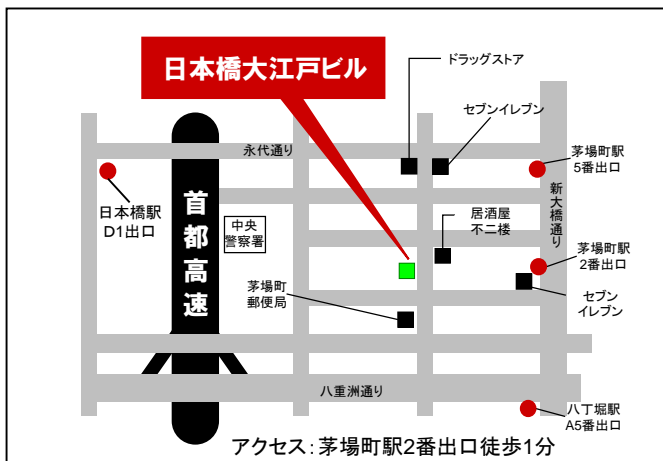 日本橋大江戸ビル
ドラッグストア
セブンイレブン
永代通り
茅場町駅
5番出口
日本橋駅
D1出口
首都高速
中央
警察署
居酒屋
不二楼
新大橋通り
茅場町駅
2番出口
茅場町
郵便局
セブン
イレブン
八重洲通り
八丁堀駅
A5番出口
アクセス：茅場町駅2番出口徒歩1分